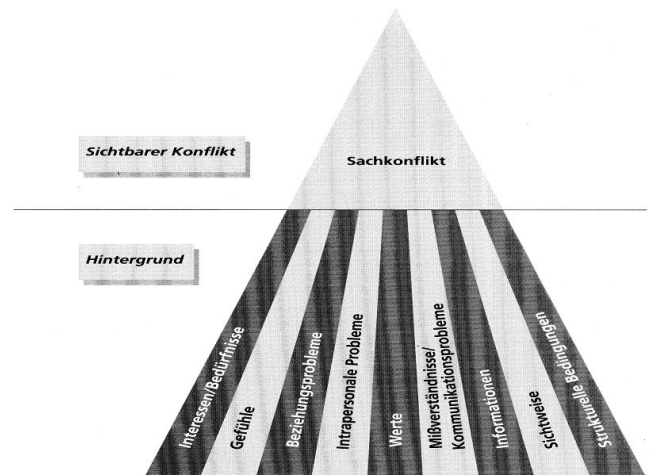 Sichtbarer Konflikt
Sachkonflikt
Hintergrund
Interessen/Bedürfnisse
Gefühle
Beziehungsprobleme
Intrapersonale Probleme
Werte
Mißverständnisse/
Kommunikationsprobleme
Informationen
Sichtweise
Strukturelle Bedingungen